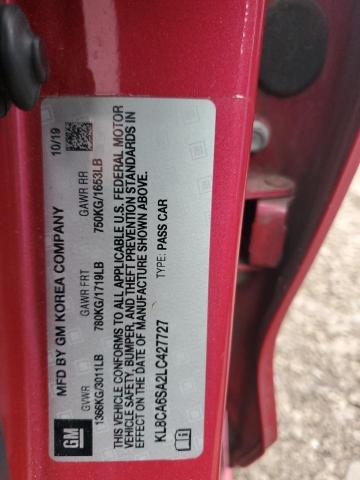 MFD BY GM KOREA COMPANY 10/19
GVWR GAWR FRT GAWR RR
1366KG/3011LB 780KG/1719LB 750KG/1653LB
THIS VEHICLE CONFORMS TO ALL APPLICABLE U.S. FEDERAL MOTOR
VEHICLE SAFETY, BUMPER, AND THEFT PREVENTION STANDARDS IN
EFFECT ON THE DATE OF MANUFACTURE SHOWN ABOVE.
KL8CA6SA2LC427727 TYPE: PASS CAR
GM